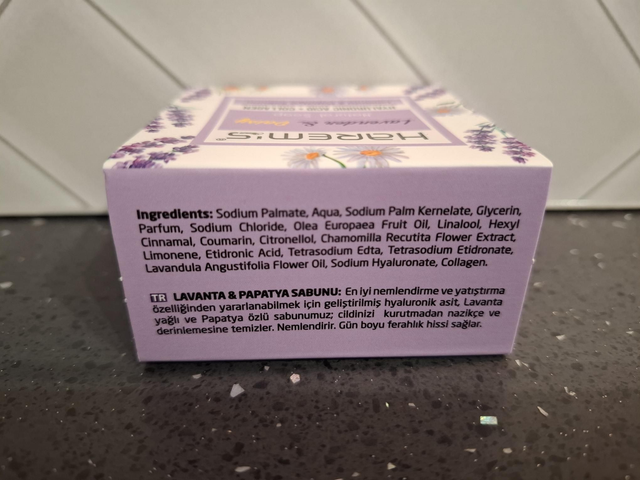 HAREM'S
Lavender & Daisy
Ingredients: Sodium Palmate, Aqua, Sodium Palm Kernelate, Glycerin,
Parfum, Sodium Chloride, Olea Europaea Fruit Oil, Linalool, Hexyl
Cinnamal, Coumarin, Citronellol, Chamomilla Recutita Flower Extract,
Limonene, Etidronic Acid, Tetrasodium Edta, Tetrasodium Etidronate,
Lavandula Angustifolia Flower Oil, Sodium Hyaluronate, Collagen.
TR LAVANTA & PAPATYA SABUNU: En iyi nemlendirme ve yatıştırma
özelliğinden yararlanabilmek için geliştirilmiş hyaluronik asit, Lavanta
yağlı ve Papatya özlü sabunumuz; cildinizi kurutmadan nazikçe ve
derinlemesine temizler. Nemlendirir. Gün boyu ferahlık hissi sağlar.